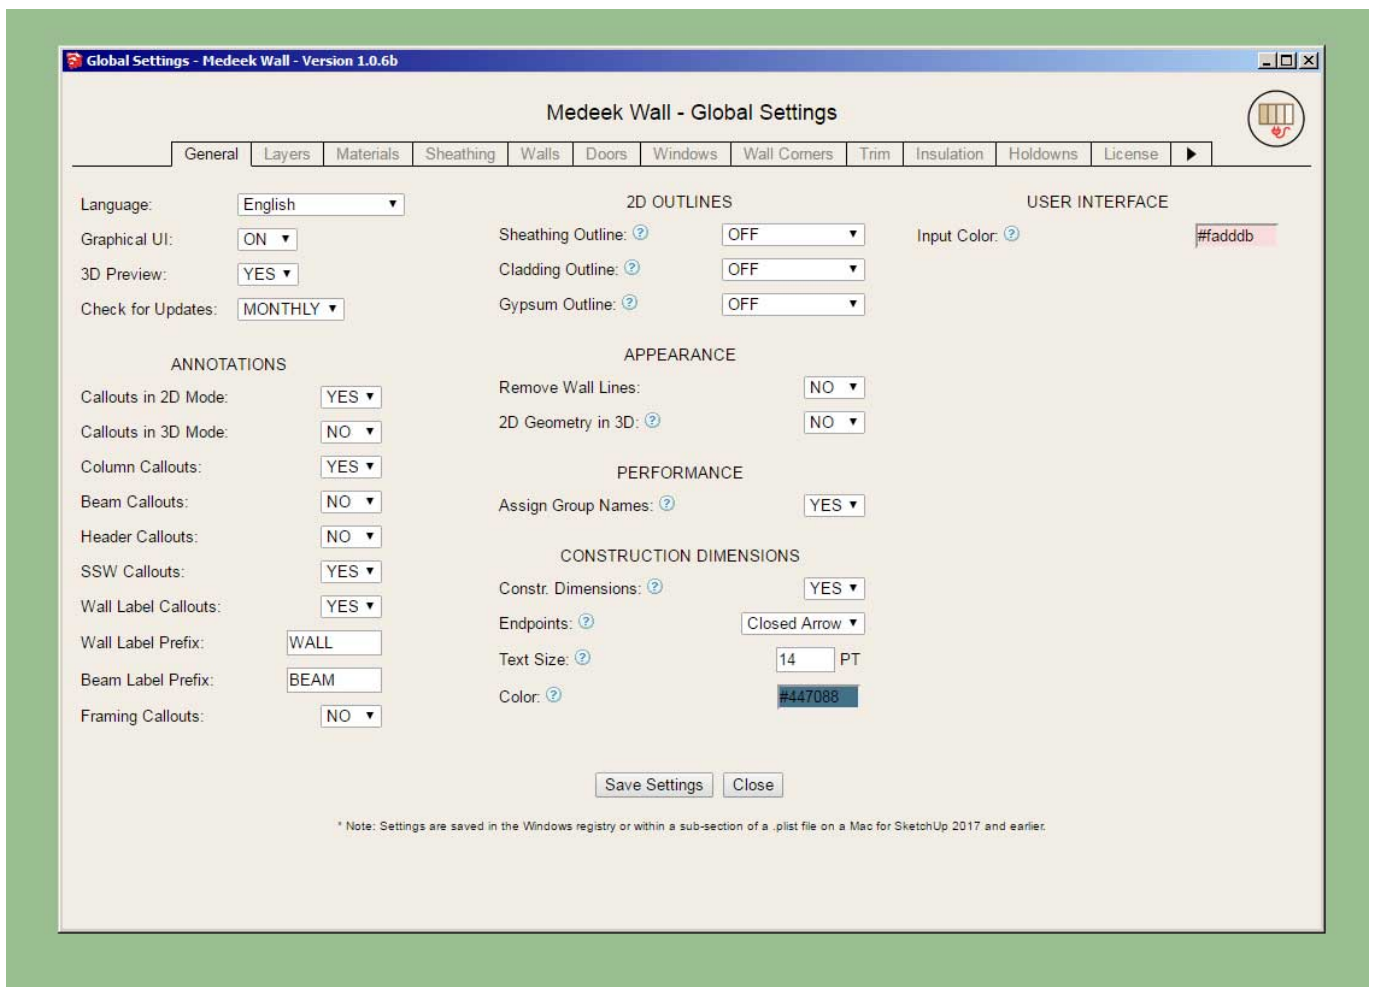 Global Settings - Medeek Wall - Version 1.0.6b
Medeek Wall - Global Settings
General Layers Materials Sheathing Walls Doors Windows Wall Corners Trim Insulation Holdowns License
Language: English
Graphical UI: ON
3D Preview: YES
Check for Updates: MONTHLY
ANNOTATIONS
Callouts in 2D Mode: YES
Callouts in 3D Mode: NO
Column Callouts: YES
Beam Callouts: NO
Header Callouts: NO
SSW Callouts: YES
Wall Label Callouts: YES
Wall Label Prefix: WALL
Beam Label Prefix: BEAM
Framing Callouts: NO
2D OUTLINES
Sheathing Outline: ? OFF
Cladding Outline: ? OFF
Gypsum Outline: ? OFF
APPEARANCE
Remove Wall Lines: NO
2D Geometry in 3D: ? NO
PERFORMANCE
Assign Group Names: ? YES
CONSTRUCTION DIMENSIONS
Constr. Dimensions: ? YES
Endpoints: ? Closed Arrow
Text Size: ? 14 PT
Color: ? #447088
USER INTERFACE
Input Color: ? #fadddb
Save Settings Close
* Note: Settings are saved in the Windows registry or within a sub-section of a .plist file on a Mac for SketchUp 2017 and earlier.